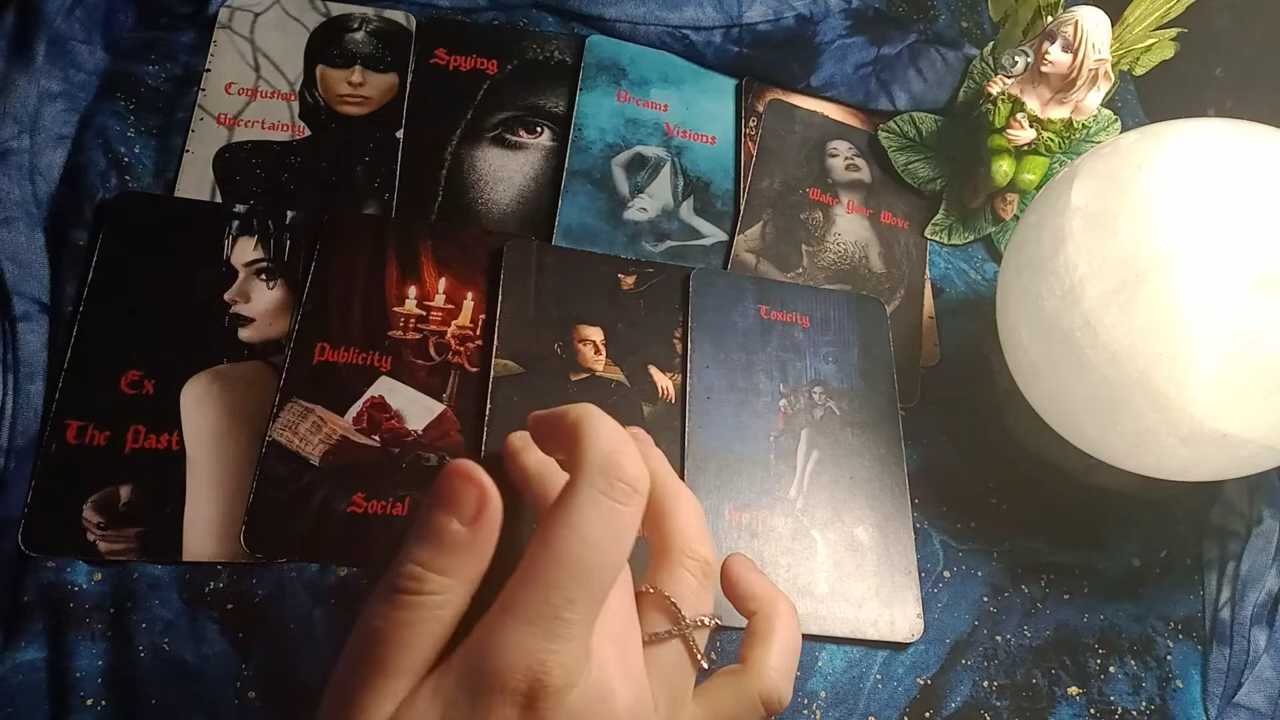 Confusion
Uncertainty
Spying
Dreams
Visions
Make Your Move
Ex
The Past
Publicity
Social
Toxicity